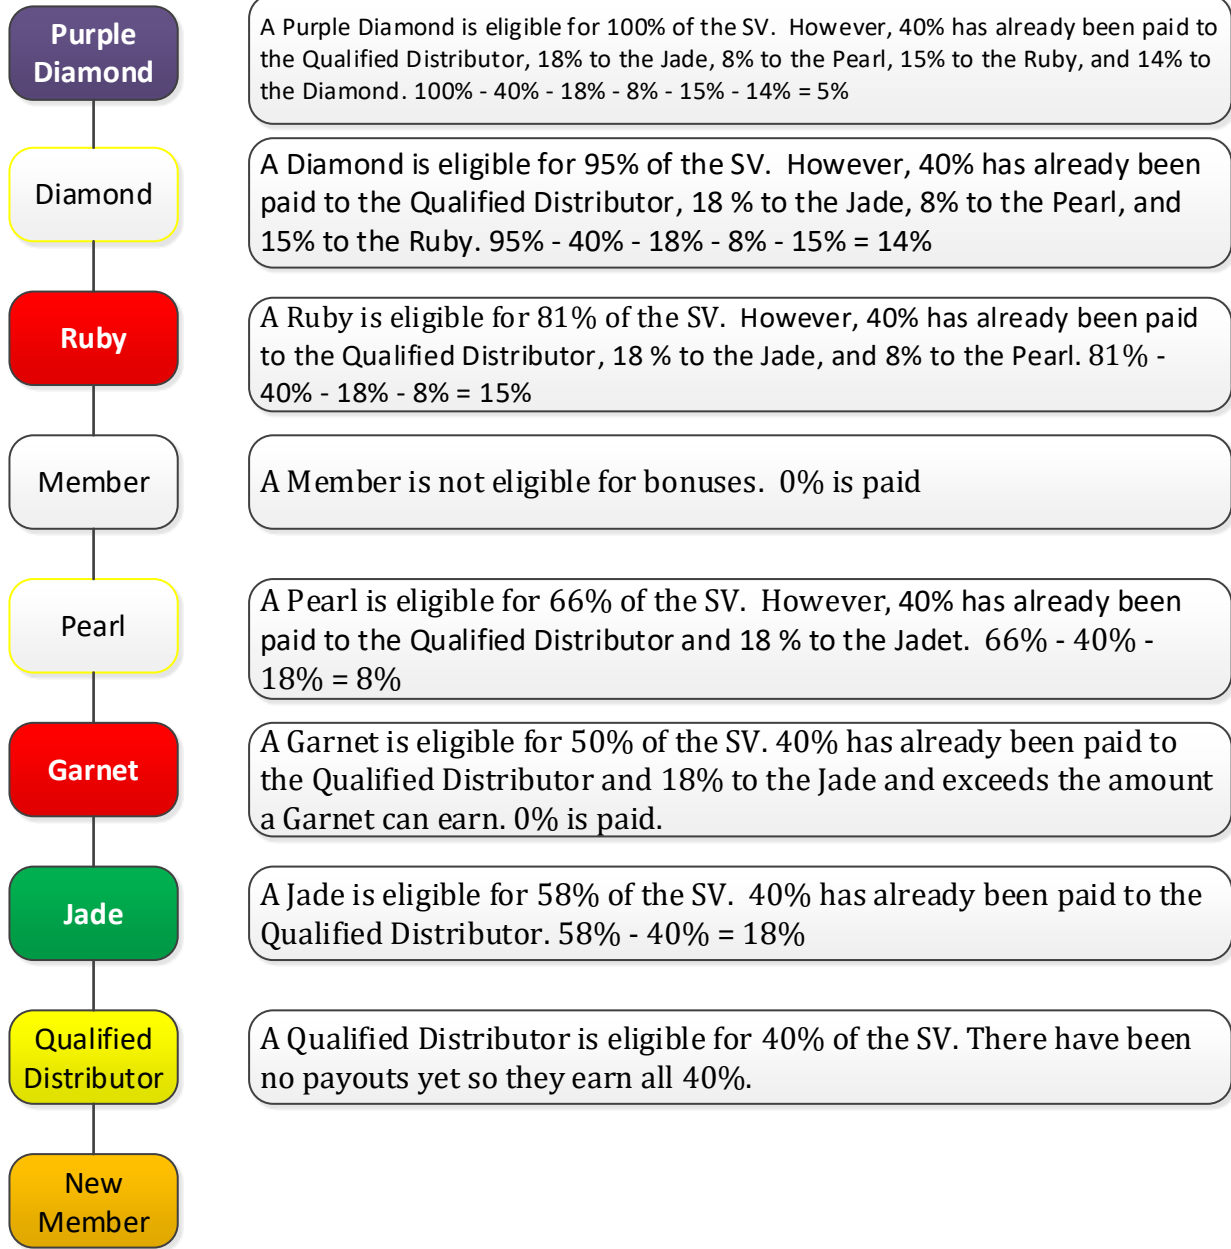 Purple
Diamond
A Purple Diamond is eligible for 100% of the SV.  However, 40% has already been paid to
the Qualified Distributor, 18% to the Jade, 8% to the Pearl, 15% to the Ruby, and 14% to
the Diamond. 100% - 40% - 18% - 8% - 15% - 14% = 5%
Diamond
A Diamond is eligible for 95% of the SV.  However, 40% has already been
paid to the Qualified Distributor, 18 % to the Jade, 8% to the Pearl, and
15% to the Ruby. 95% - 40% - 18% - 8% - 15% = 14%
Ruby
A Ruby is eligible for 81% of the SV.  However, 40% has already been paid
to the Qualified Distributor, 18 % to the Jade, and 8% to the Pearl. 81% -
40% - 18% - 8% = 15%
Member
A Member is not eligible for bonuses.  0% is paid
Pearl
A Pearl is eligible for 66% of the SV.  However, 40% has already been
paid to the Qualified Distributor and 18 % to the Jadet.  66% - 40% -
18% = 8%
Garnet
A Garnet is eligible for 50% of the SV. 40% has already been paid to
the Qualified Distributor and 18% to the Jade and exceeds the amount
a Garnet can earn. 0% is paid.
Jade
A Jade is eligible for 58% of the SV.  40% has already been paid to the
Qualified Distributor. 58% - 40% = 18%
Qualified
Distributor
A Qualified Distributor is eligible for 40% of the SV. There have been
no payouts yet so they earn all 40%.
New
Member